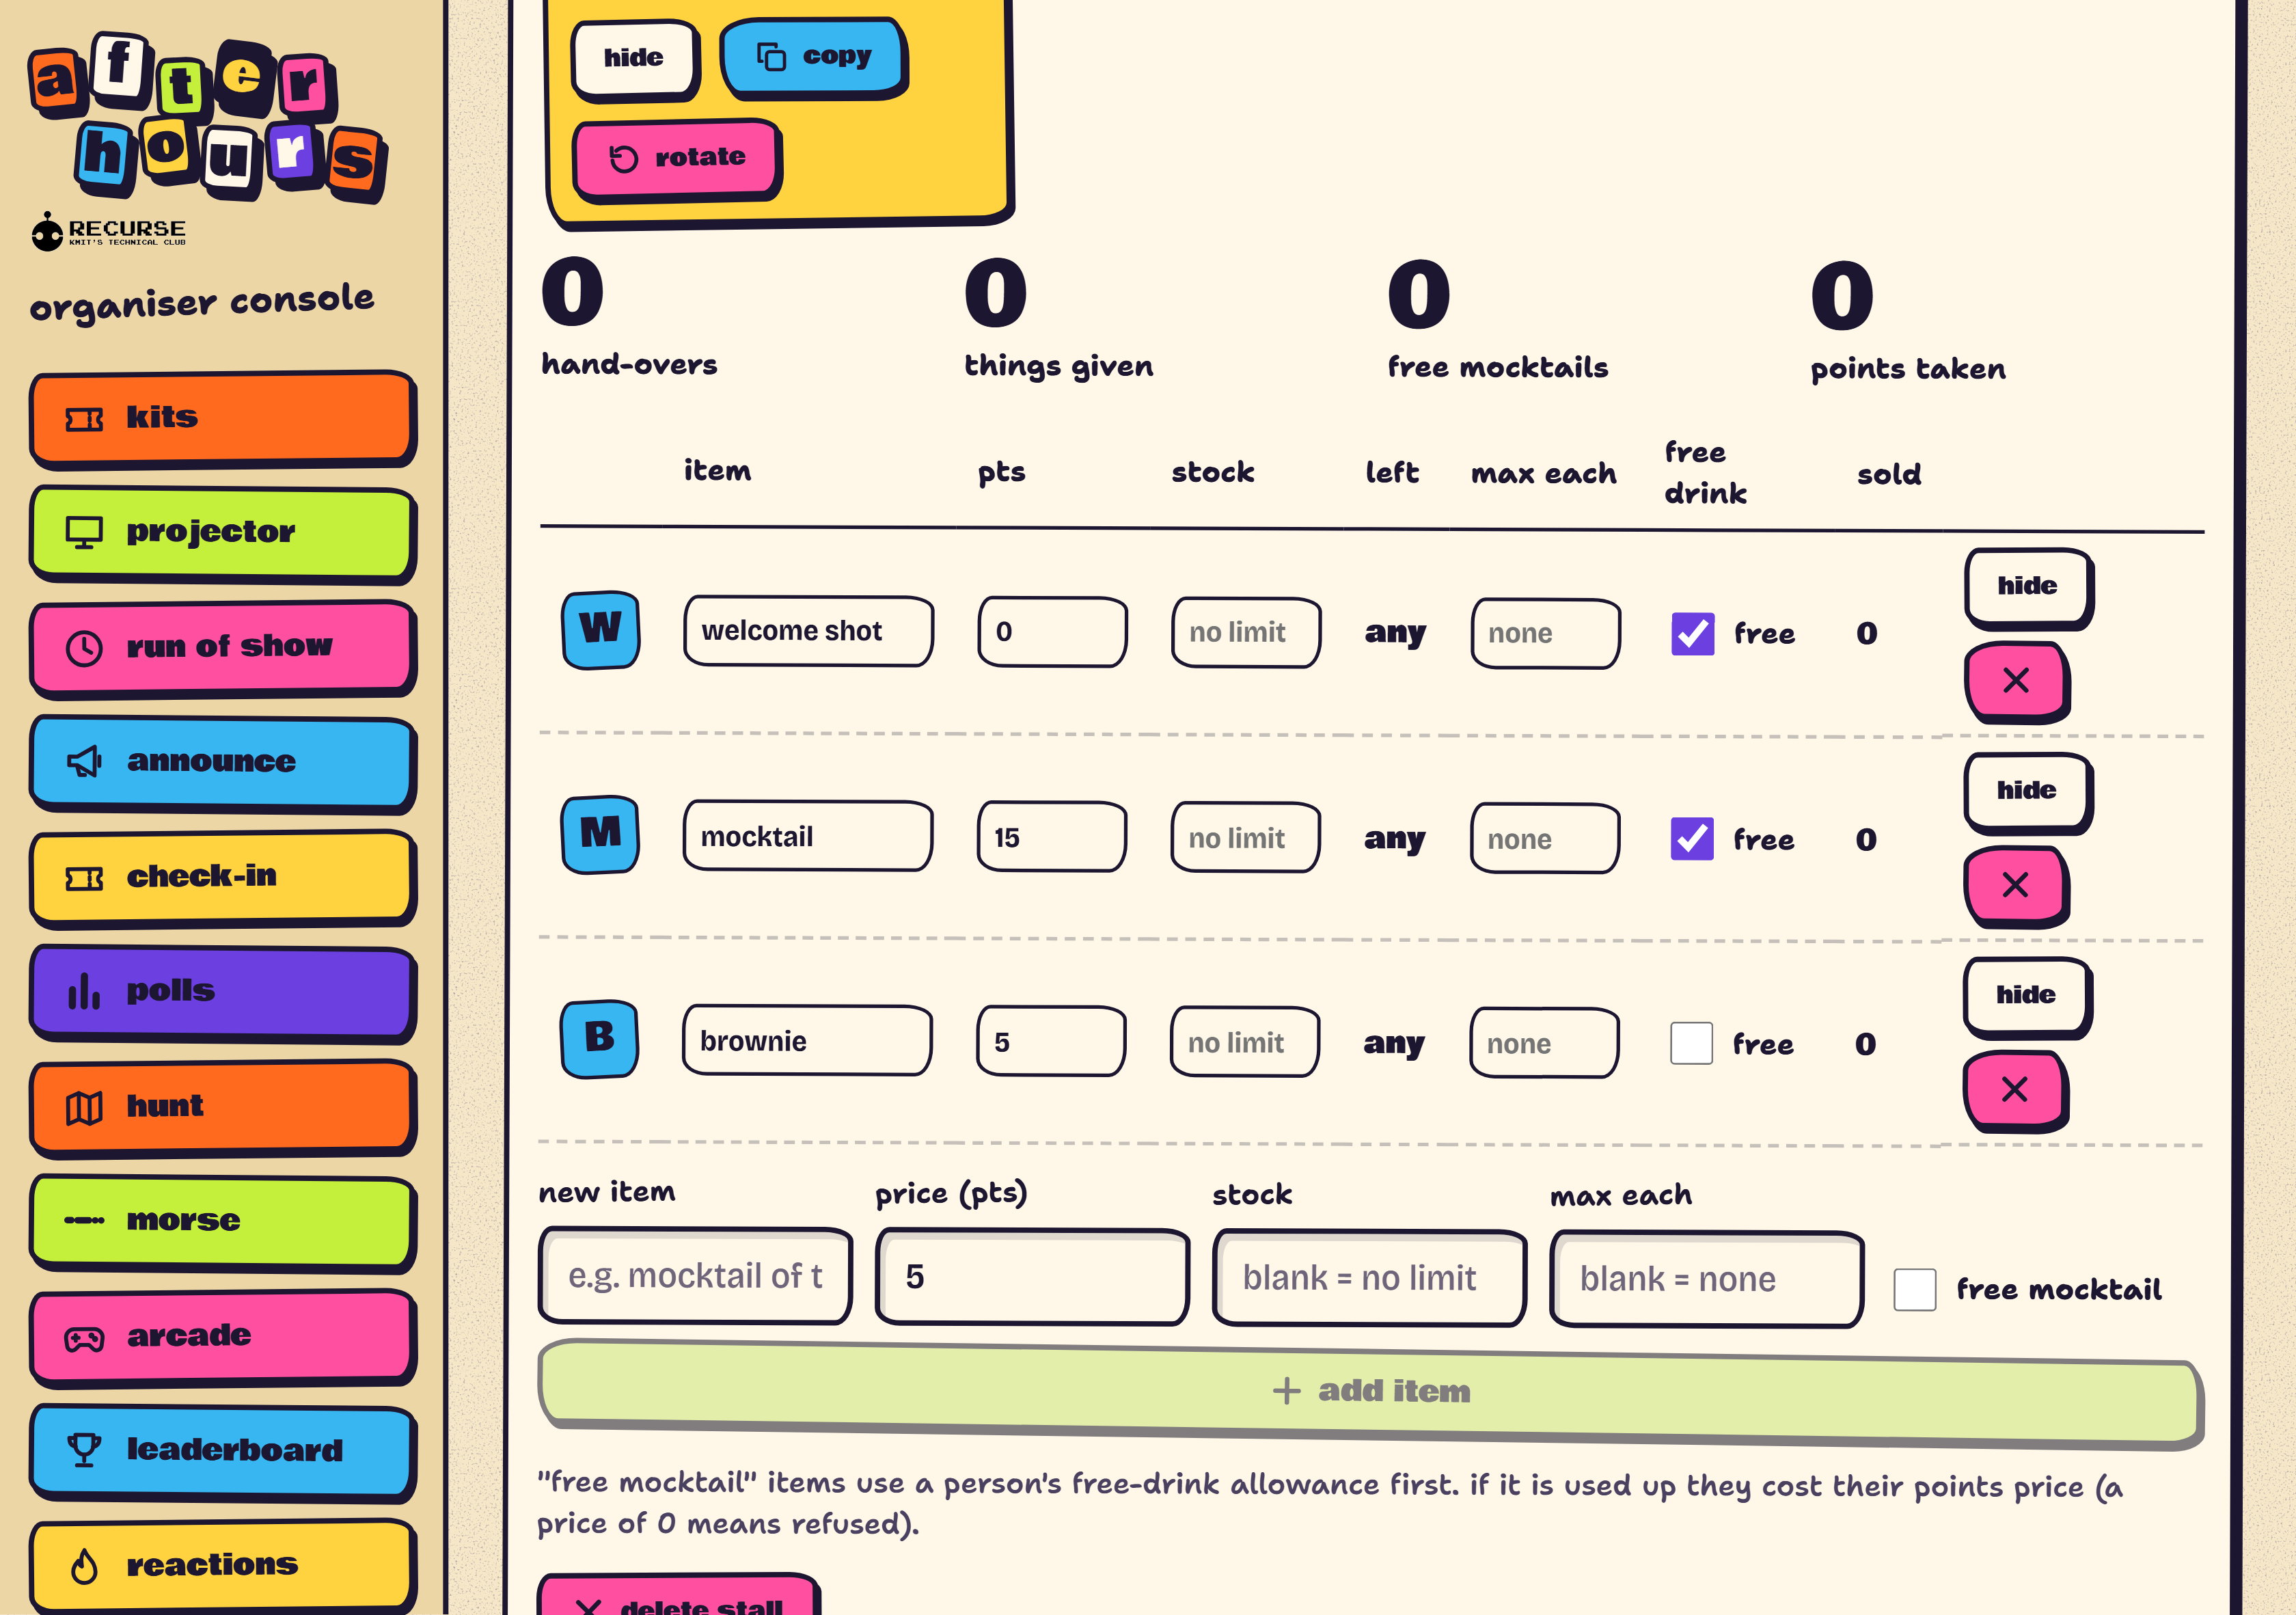 after
hours
RECURSE
KMIT'S TECHNICAL CLUB
organiser console
kits
projector
run of show
announce
check-in
polls
hunt
morse
arcade
leaderboard
reactions
hide
copy
rotate
0 0 0 0
hand-overs things given free mocktails points taken
item pts stock left max each free drink sold
W welcome shot 0 no limit any none free 0 hide
M mocktail 15 no limit any none free 0 hide
B brownie 5 no limit any none free 0 hide
new item price (pts) stock max each
e.g. mocktail of t 5 blank = no limit blank = none free mocktail
+ add item
"free mocktail" items use a person's free-drink allowance first. if it is used up they cost their points price (a
price of 0 means refused).
delete stall